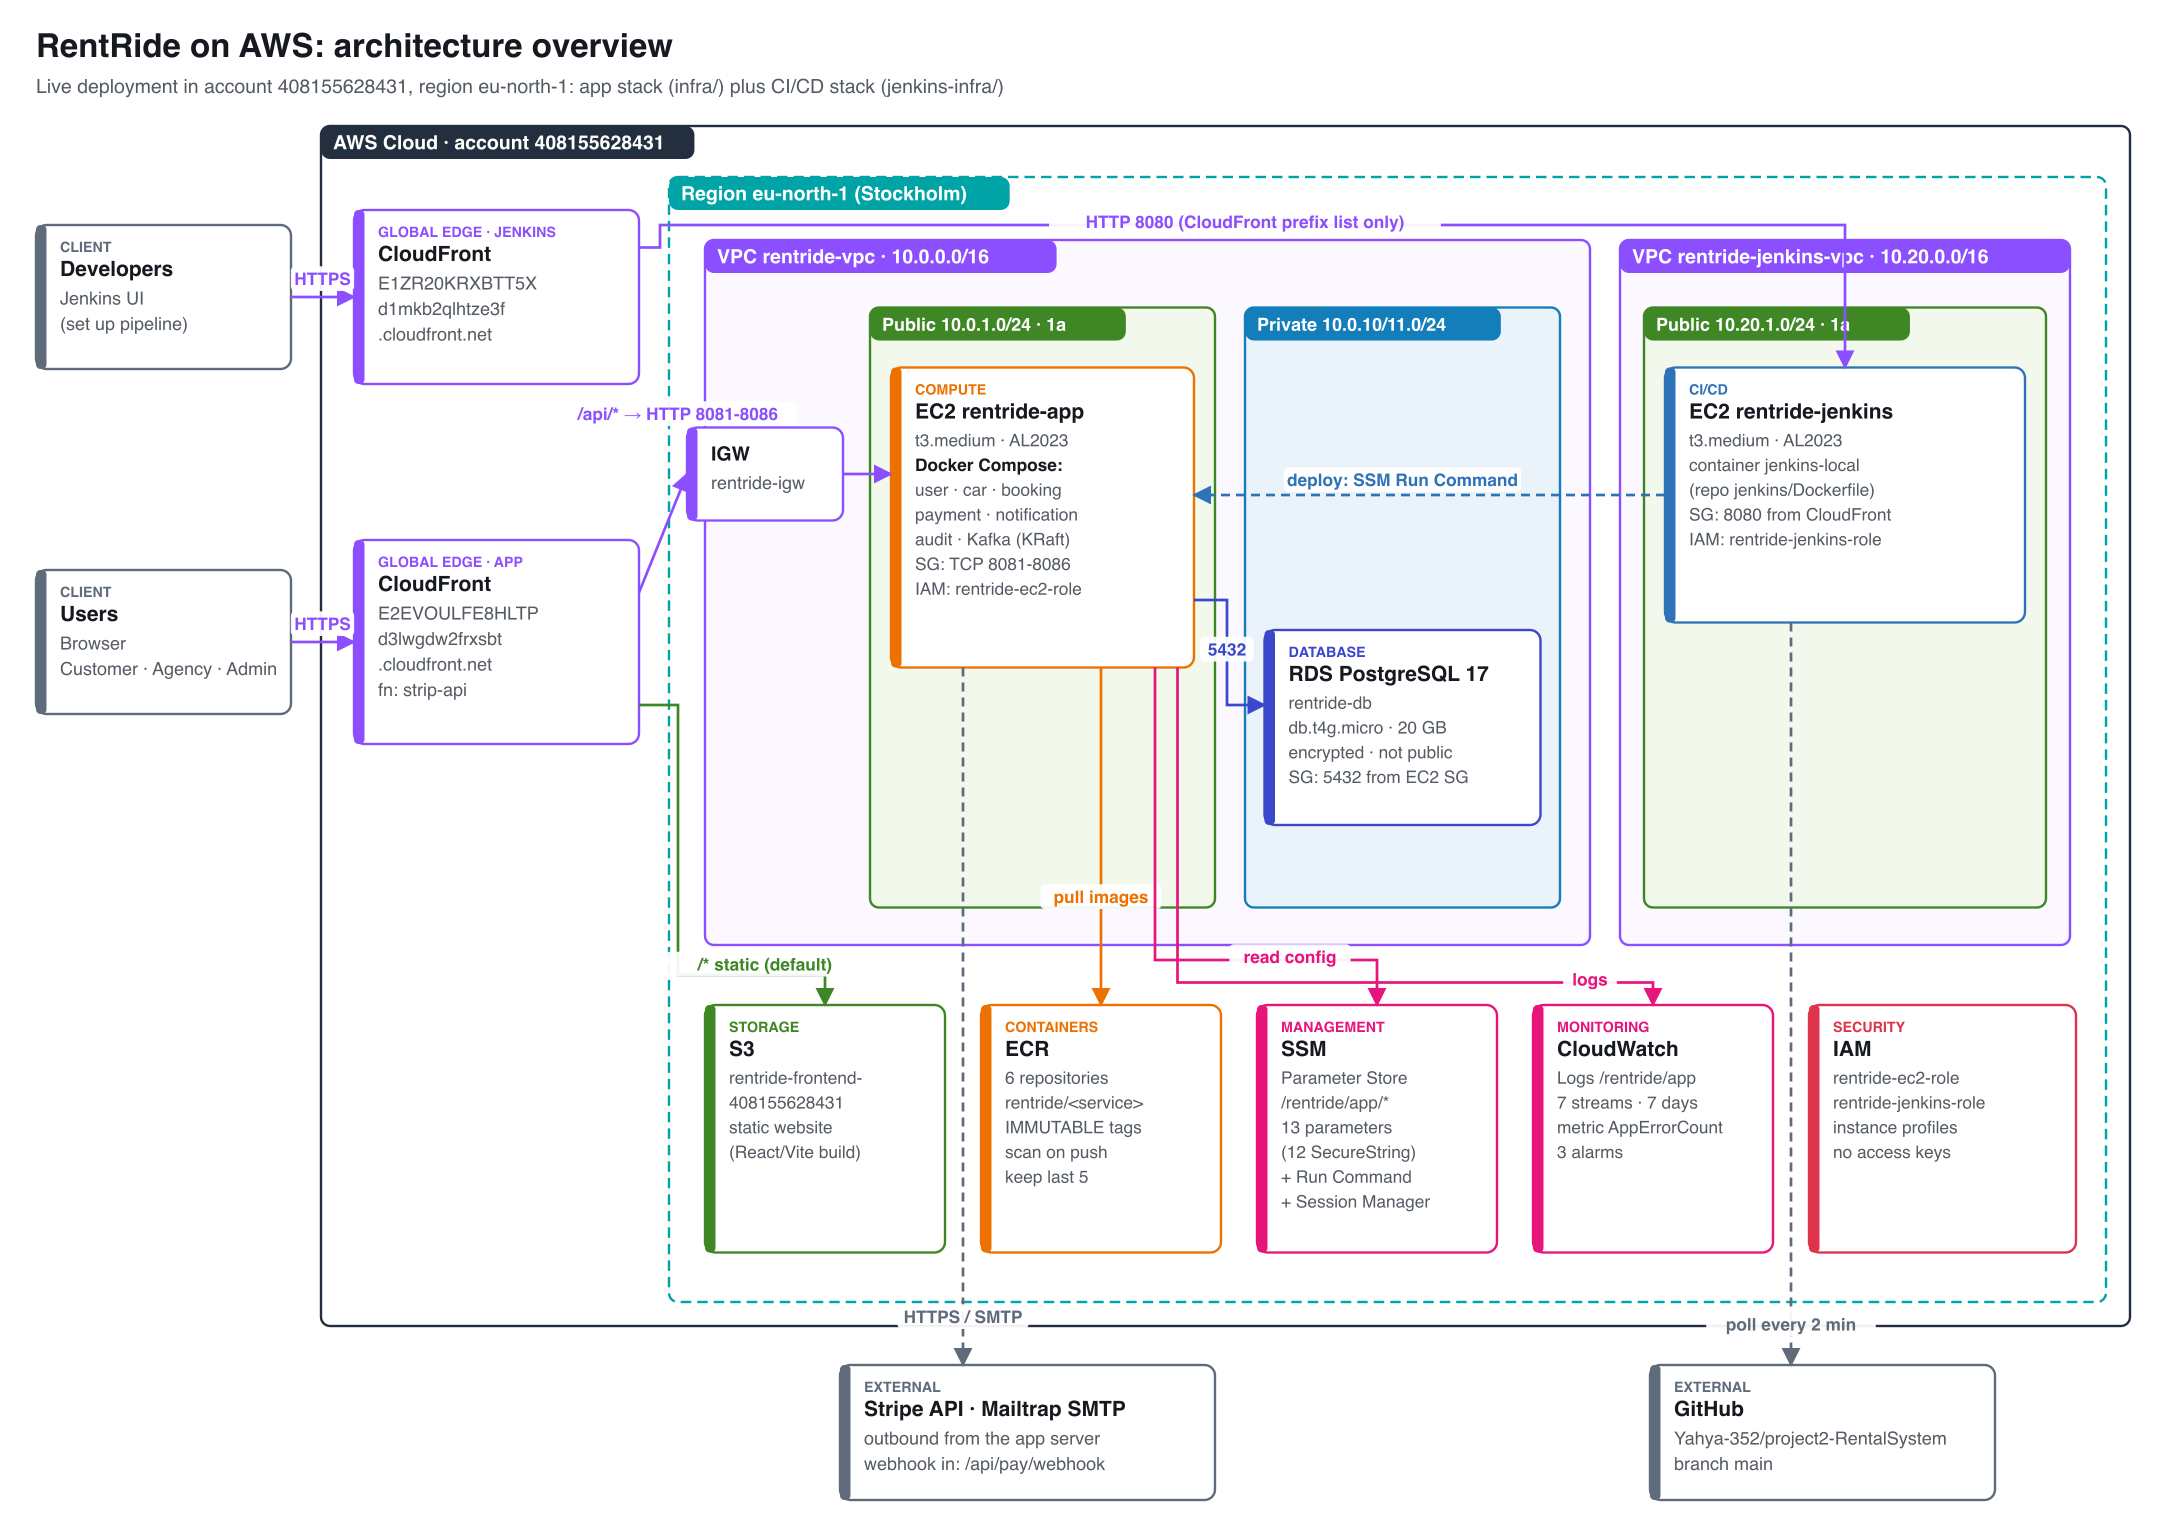 RentRide on AWS: architecture overview
Live deployment in account 408155628431, region eu-north-1: app stack (infra/) plus CI/CD stack (jenkins-infra/)
AWS Cloud · account 408155628431
Region eu-north-1 (Stockholm)
HTTP 8080 (CloudFront prefix list only)
CLIENT
Developers
Jenkins UI
(set up pipeline)
HTTPS
GLOBAL EDGE · JENKINS
CloudFront
E1ZR20KRXBTT5X
d1mkb2qlhtze3f
.cloudfront.net
VPC rentride-vpc · 10.0.0.0/16
VPC rentride-jenkins-vpc · 10.20.0.0/16
Public 10.0.1.0/24 · 1a
Private 10.0.10/11.0/24
Public 10.20.1.0/24 · 1a
/api/* → HTTP 8081-8086
IGW
rentride-igw
COMPUTE
EC2 rentride-app
t3.medium · AL2023
Docker Compose:
user · car · booking
payment · notification
audit · Kafka (KRaft)
SG: TCP 8081-8086
IAM: rentride-ec2-role
deploy: SSM Run Command
CI/CD
EC2 rentride-jenkins
t3.medium · AL2023
container jenkins-local
(repo jenkins/Dockerfile)
SG: 8080 from CloudFront
IAM: rentride-jenkins-role
CLIENT
Users
Browser
Customer · Agency · Admin
HTTPS
GLOBAL EDGE · APP
CloudFront
E2EVOULFE8HLTP
d3lwgdw2frxsbt
.cloudfront.net
fn: strip-api
5432
DATABASE
RDS PostgreSQL 17
rentride-db
db.t4g.micro · 20 GB
encrypted · not public
SG: 5432 from EC2 SG
pull images
/* static (default)
read config
logs
STORAGE
S3
rentride-frontend-
408155628431
static website
(React/Vite build)
CONTAINERS
ECR
6 repositories
rentride/<service>
IMMUTABLE tags
scan on push
keep last 5
MANAGEMENT
SSM
Parameter Store
/rentride/app/*
13 parameters
(12 SecureString)
+ Run Command
+ Session Manager
MONITORING
CloudWatch
Logs /rentride/app
7 streams · 7 days
metric AppErrorCount
3 alarms
SECURITY
IAM
rentride-ec2-role
rentride-jenkins-role
instance profiles
no access keys
HTTPS / SMTP
poll every 2 min
EXTERNAL
Stripe API · Mailtrap SMTP
outbound from the app server
webhook in: /api/pay/webhook
EXTERNAL
GitHub
Yahya-352/project2-RentalSystem
branch main